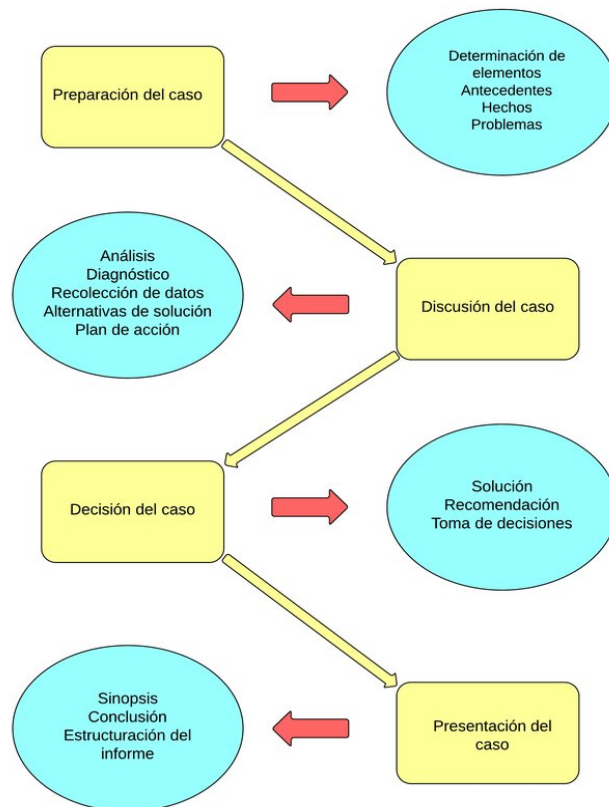 Preparación del caso
Determinación de
elementos
Antecedentes
Hechos
Problemas
Análisis
Diagnóstico
Recolección de datos
Alternativas de solución
Plan de acción
Discusión del caso
Decisión del caso
Solución
Recomendación
Toma de decisiones
Sinopsis
Conclusión
Estructuración del
informe
Presentación del
caso